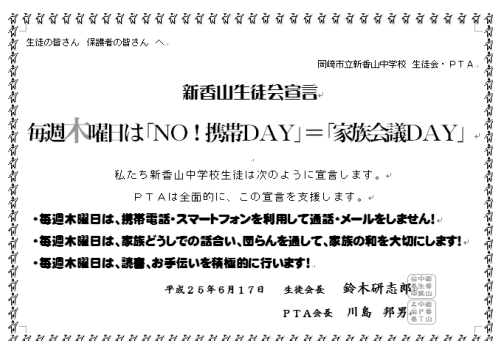 生徒の皆さん 保護者の皆さん へ
岡崎市立新香山中学校 生徒会・PTA
新香山生徒会宣言
毎週木曜日は「NO!携帯DAY」=「家族会議DAY」
私たち新香山中学校生徒は次のように宣言します。
PTAは全面的に、この宣言を支援します。
・毎週木曜日は、携帯電話・スマートフォンを利用して通話・メールをしません!
・毎週木曜日は、家族どうしでの話合い、団らんを通して、家族の和を大切にします!
・毎週木曜日は、読書、お手伝いを積極的に行います!
平成25年6月17日 生徒会長 鈴木研志郎
PTA会長 川島 邦男